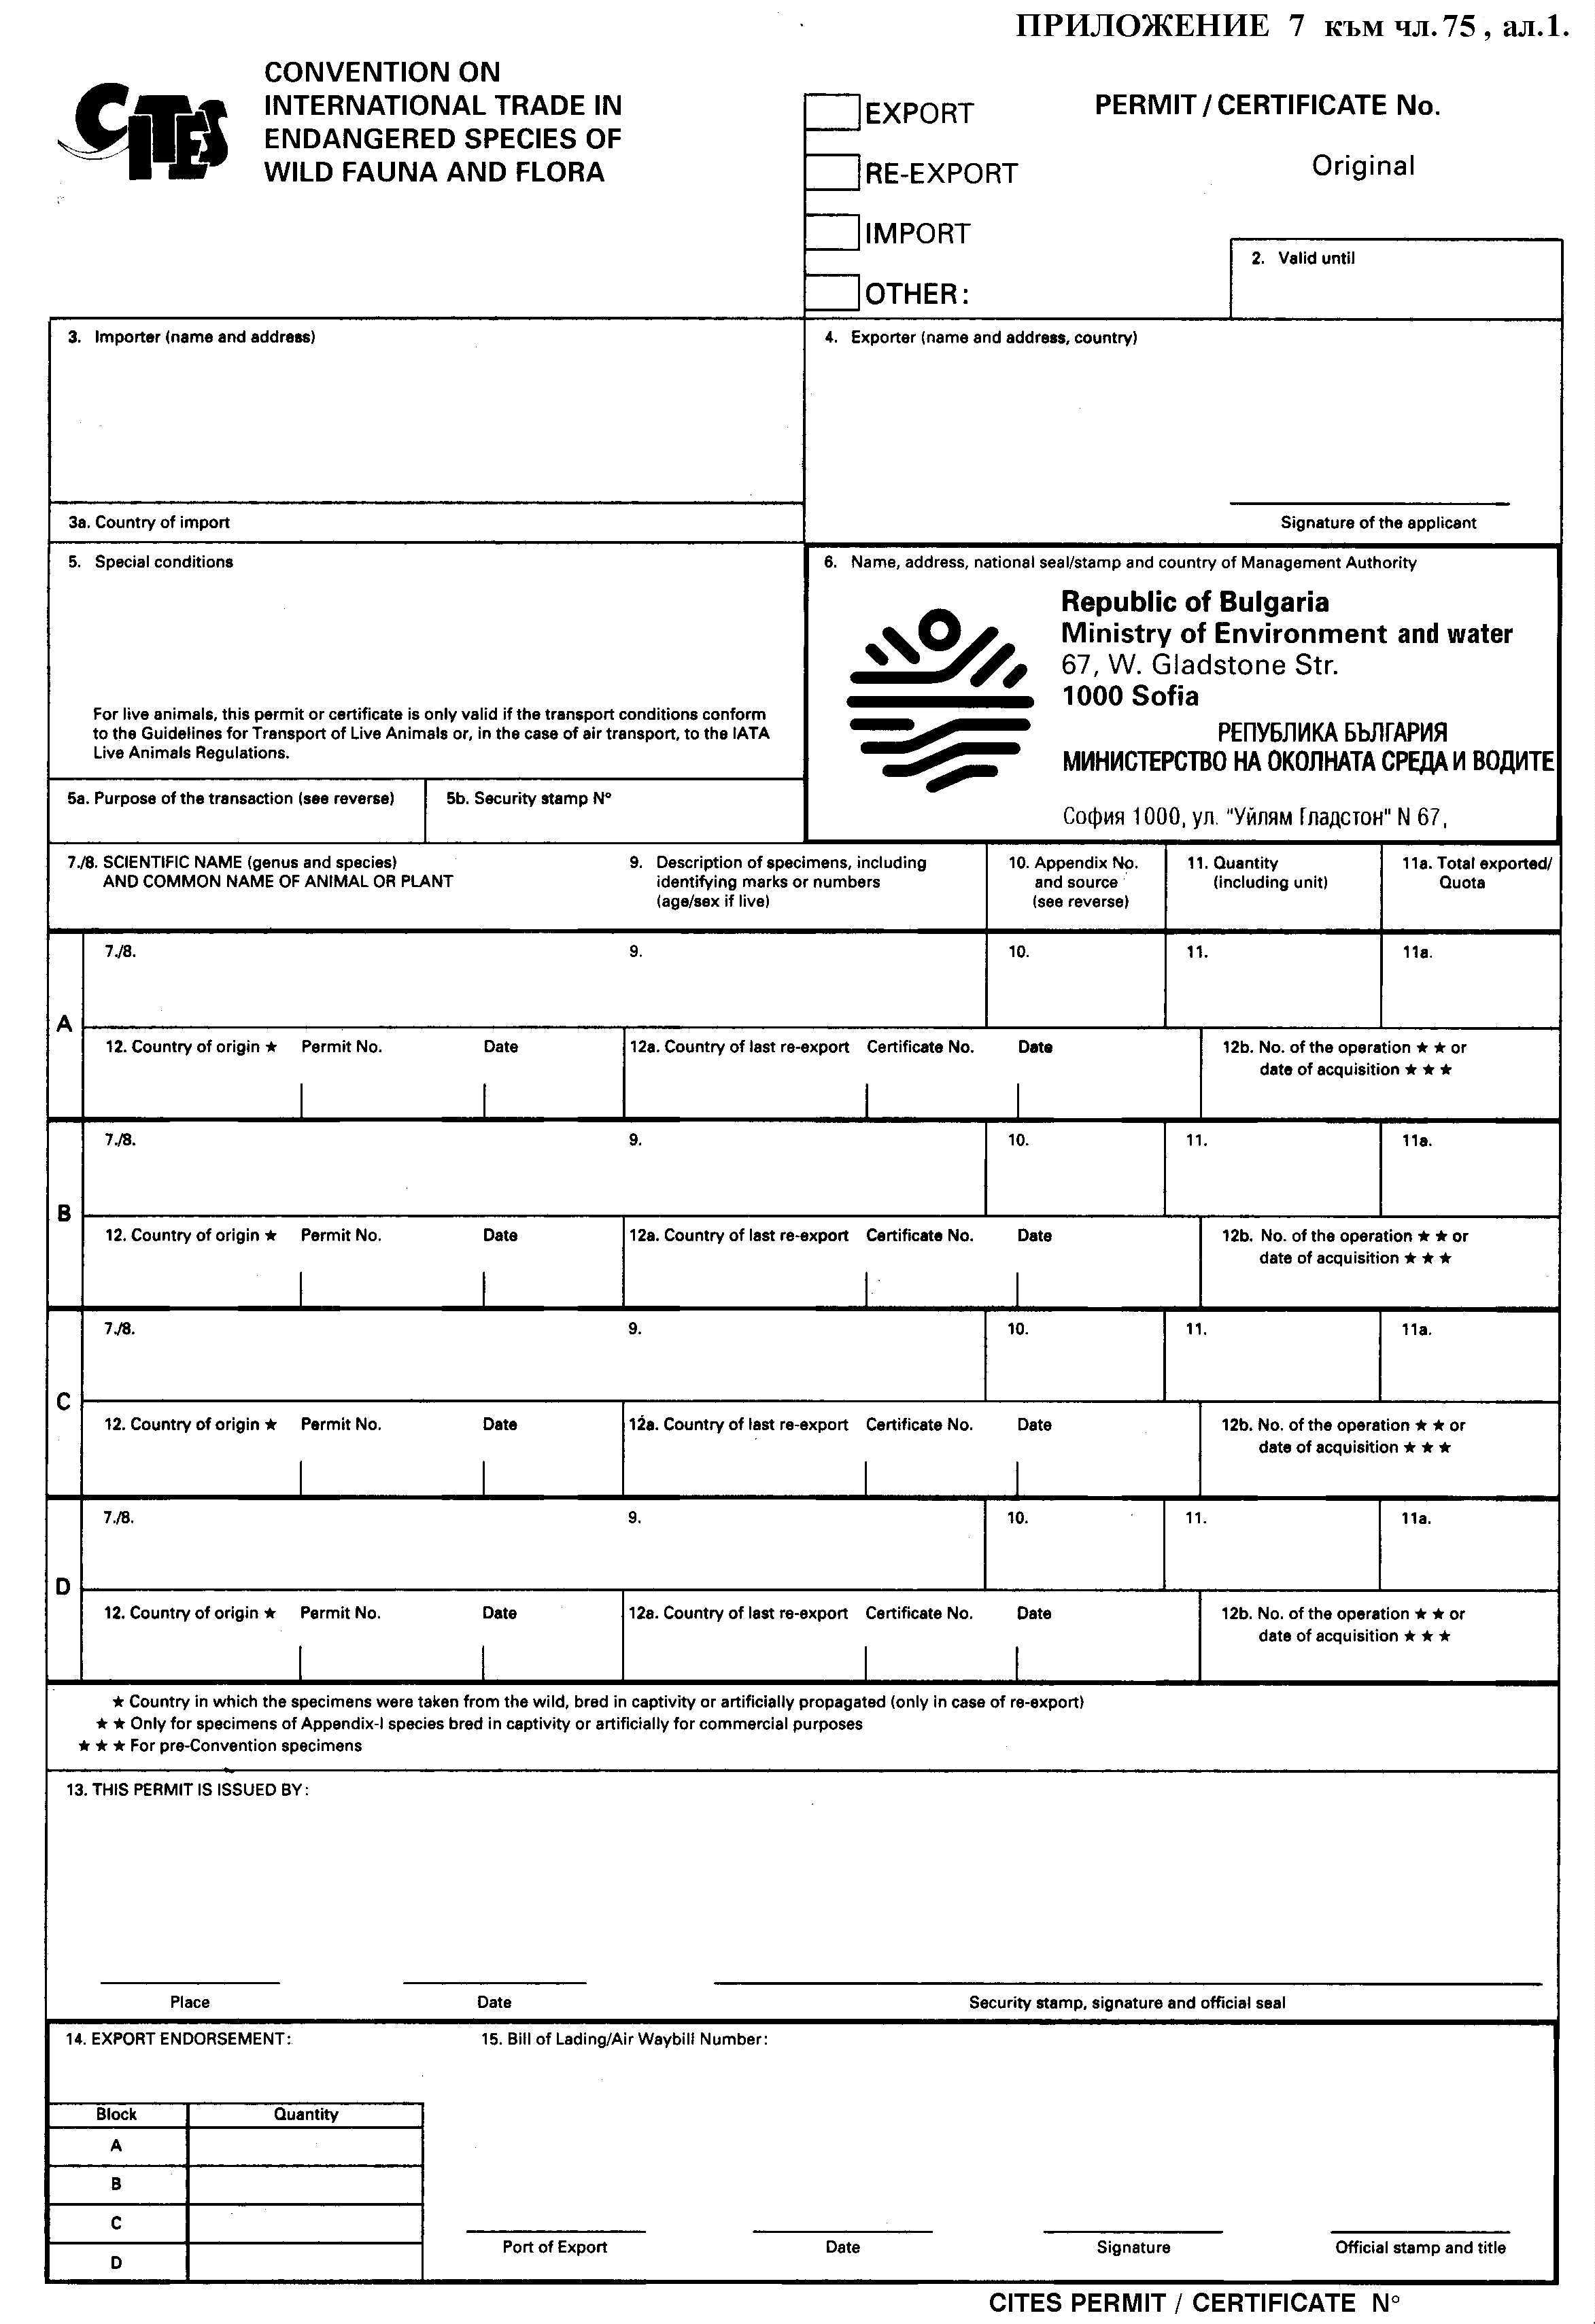 ПРИЛОЖЕНИЕ 7 към чл.75, ал.1.
CITES
CONVENTION ON
INTERNATIONAL TRADE IN
ENDANGERED SPECIES OF
WILD FAUNA AND FLORA
EXPORT
RE-EXPORT
IMPORT
OTHER:
PERMIT / CERTIFICATE No.
Original
2. Valid until
3. Importer (name and address)
4. Exporter (name and address, country)
3a. Country of import
Signature of the applicant
5. Special conditions
For live animals, this permit or certificate is only valid if the transport conditions conform
to the Guidelines for Transport of Live Animals or, in the case of air transport, to the IATA
Live Animals Regulations.
6. Name, address, national seal/stamp and country of Management Authority
Republic of Bulgaria
Ministry of Environment and water
67, W. Gladstone Str.
1000 Sofia
РЕПУБЛИКА БЪЛГАРИЯ
МИНИСТЕРСТВО НА ОКОЛНАТА СРЕДА И ВОДИТЕ
София 1000, ул. "Уйлям Гладстон" N 67,
5a. Purpose of the transaction (see reverse)
5b. Security stamp N°
7./8. SCIENTIFIC NAME (genus and species)
AND COMMON NAME OF ANIMAL OR PLANT
9. Description of specimens, including
identifying marks or numbers
(age/sex if live)
10. Appendix No.
and source
(see reverse)
11. Quantity
(including unit)
11a. Total exported/
Quota
A
7./8. 9. 10. 11. 11a.
12. Country of origin ★ Permit No. Date 12a. Country of last re-export Certificate No. Date 12b. No. of the operation ★ ★ or
date of acquisition ★ ★ ★
B
7./8. 9. 10. 11. 11a.
12. Country of origin ★ Permit No. Date 12a. Country of last re-export Certificate No. Date 12b. No. of the operation ★ ★ or
date of acquisition ★ ★ ★
C
7./8. 9. 10. 11. 11a.
12. Country of origin ★ Permit No. Date 12a. Country of last re-export Certificate No. Date 12b. No. of the operation ★ ★ or
date of acquisition ★ ★ ★
D
7./8. 9. 10. 11. 11a.
12. Country of origin ★ Permit No. Date 12a. Country of last re-export Certificate No. Date 12b. No. of the operation ★ ★ or
date of acquisition ★ ★ ★
★ Country in which the specimens were taken from the wild, bred in captivity or artificially propagated (only in case of re-export)
★ ★ Only for specimens of Appendix-I species bred in captivity or artificially for commercial purposes
★ ★ ★ For pre-Convention specimens
13. THIS PERMIT IS ISSUED BY:
Place Date Security stamp, signature and official seal
14. EXPORT ENDORSEMENT: 15. Bill of Lading/Air Waybill Number:
Block Quantity
A
B
C
D
Port of Export Date Signature Official stamp and title
CITES PERMIT / CERTIFICATE N°